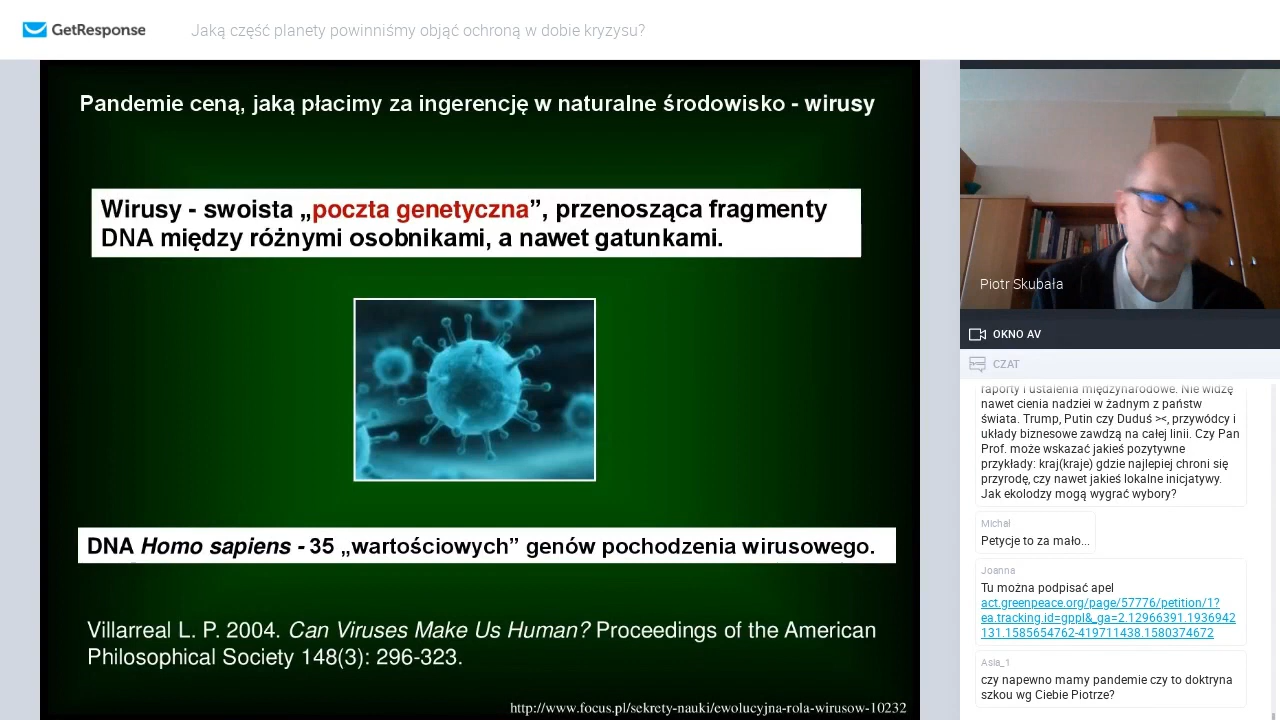 GetResponse
Jaką część planety powinniśmy objąć ochroną w dobie kryzysu?
Pandemie ceną, jaką płacimy za ingerencję w naturalne środowisko - wirusy
Wirusy - swoista „poczta genetyczna”, przenosząca fragmenty
DNA między różnymi osobnikami, a nawet gatunkami.
DNA Homo sapiens - 35 „wartościowych” genów pochodzenia wirusowego.
Villarreal L. P. 2004. Can Viruses Make Us Human? Proceedings of the American
Philosophical Society 148(3): 296-323.
http://www.focus.pl/sekrety-nauki/ewolucyjna-rola-wirusow-10232
Piotr Skubała
OKNO AV
CZAT
raporty i ustalenia międzynarodowe. Nie widzę
nawet cienia nadziei w żadnym z państw
świata. Trump, Putin czy Duduś ><, przywódcy i
układy biznesowe zawdzą na całej linii. Czy Pan
Prof. może wskazać jakieś pozytywne
przykłady: kraj(kraje) gdzie najlepiej chroni się
przyrodę, czy nawet jakieś lokalne inicjatywy.
Jak ekolodzy mogą wygrać wybory?
Michał
Petycje to za mało...
Joanna
Tu można podpisać apel
act.greenpeace.org/page/57776/petition/1?
ea.tracking.id=gppl&_ga=2.12966391.1936942
131.1585654762-419711438.1580374672
Asia_1
czy napewno mamy pandemie czy to doktryna
szkou wg Ciebie Piotrze?